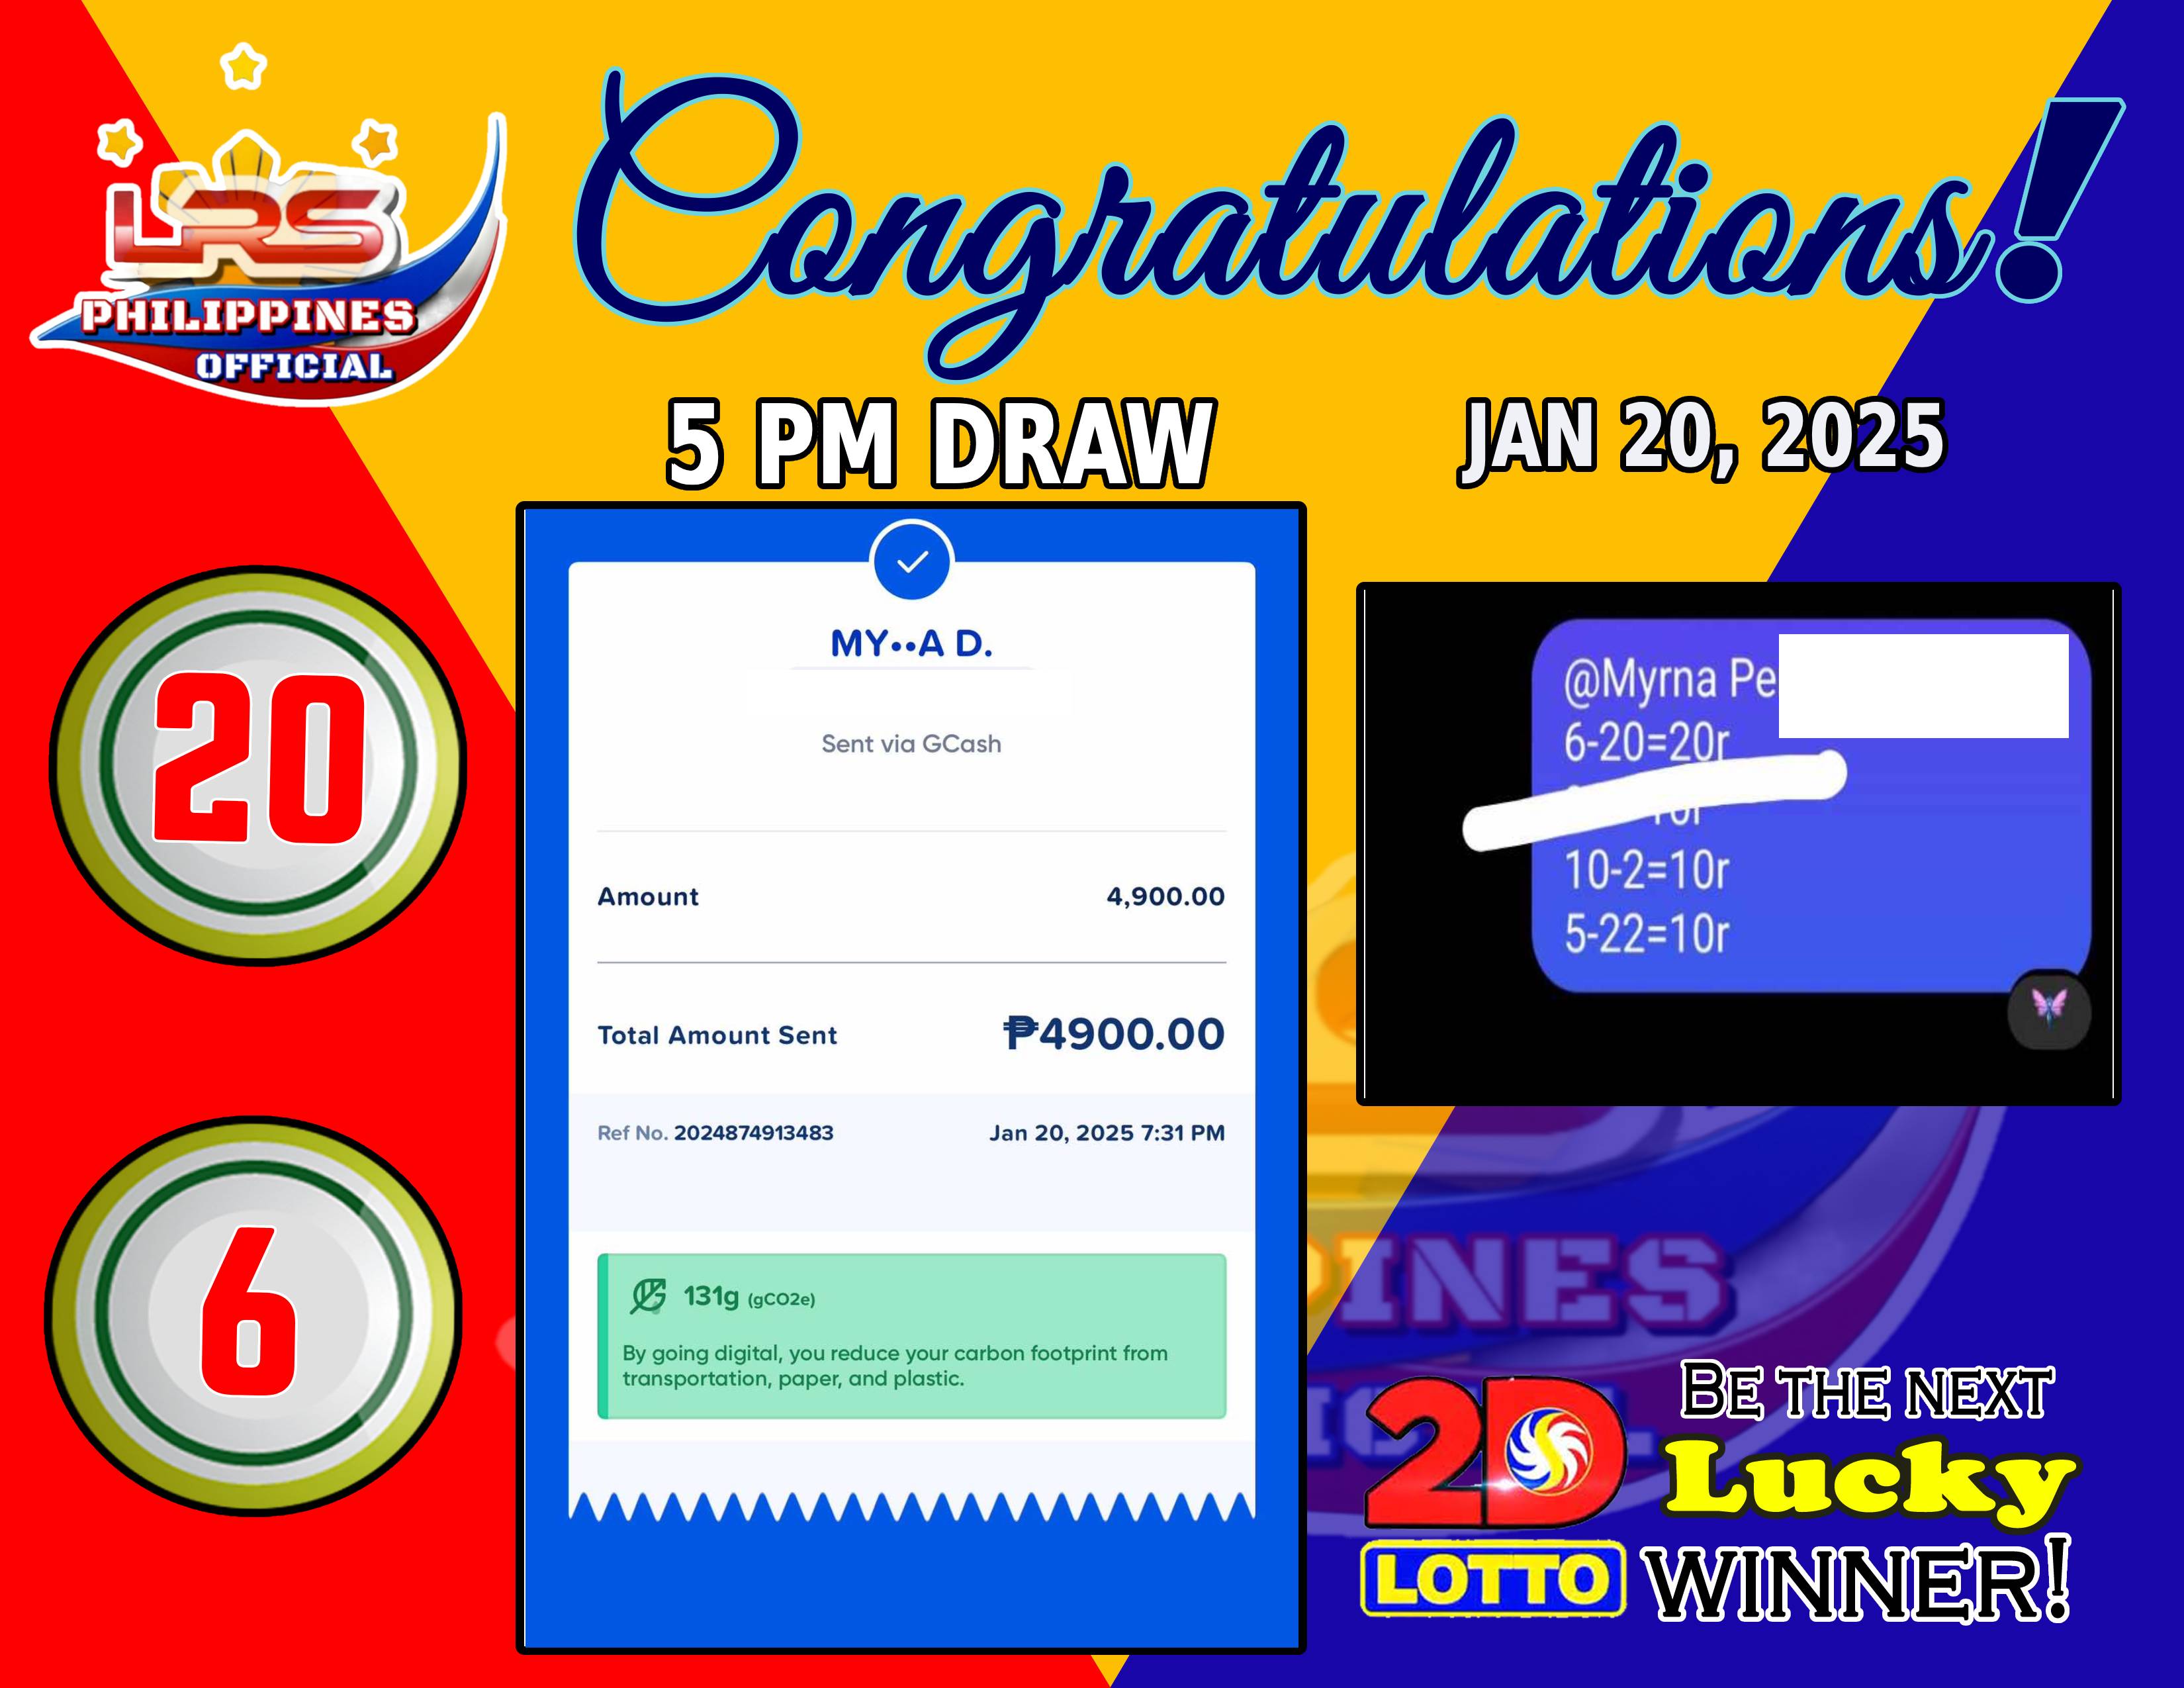 LRS
PHILIPPINES
OFFICIAL
Congratulations!
5 PM DRAW
JAN 20, 2025
20
6
MY••A D.
Sent via GCash
Amount 4,900.00
Total Amount Sent ₱4900.00
Ref No. 2024874913483 Jan 20, 2025 7:31 PM
131g (gCO2e)
By going digital, you reduce your carbon footprint from
transportation, paper, and plastic.
@Myrna Pe
6-20=20r
10-2=10r
5-22=10r
PINES
2D
LOTTO
BE THE NEXT
Lucky
WINNER!